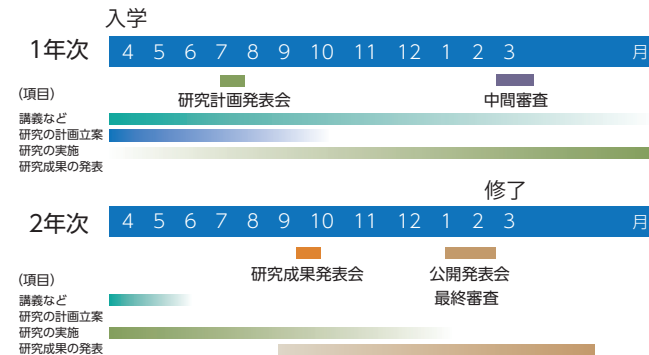 入学
1年次 4 5 6 7 8 9 10 11 12 1 2 3 月
(項目) 研究計画発表会 中間審査
講義など
研究の計画立案
研究の実施
研究成果の発表
修了
2年次 4 5 6 7 8 9 10 11 12 1 2 3 月
研究成果発表会 公開発表会
(項目) 最終審査
講義など
研究の計画立案
研究の実施
研究成果の発表